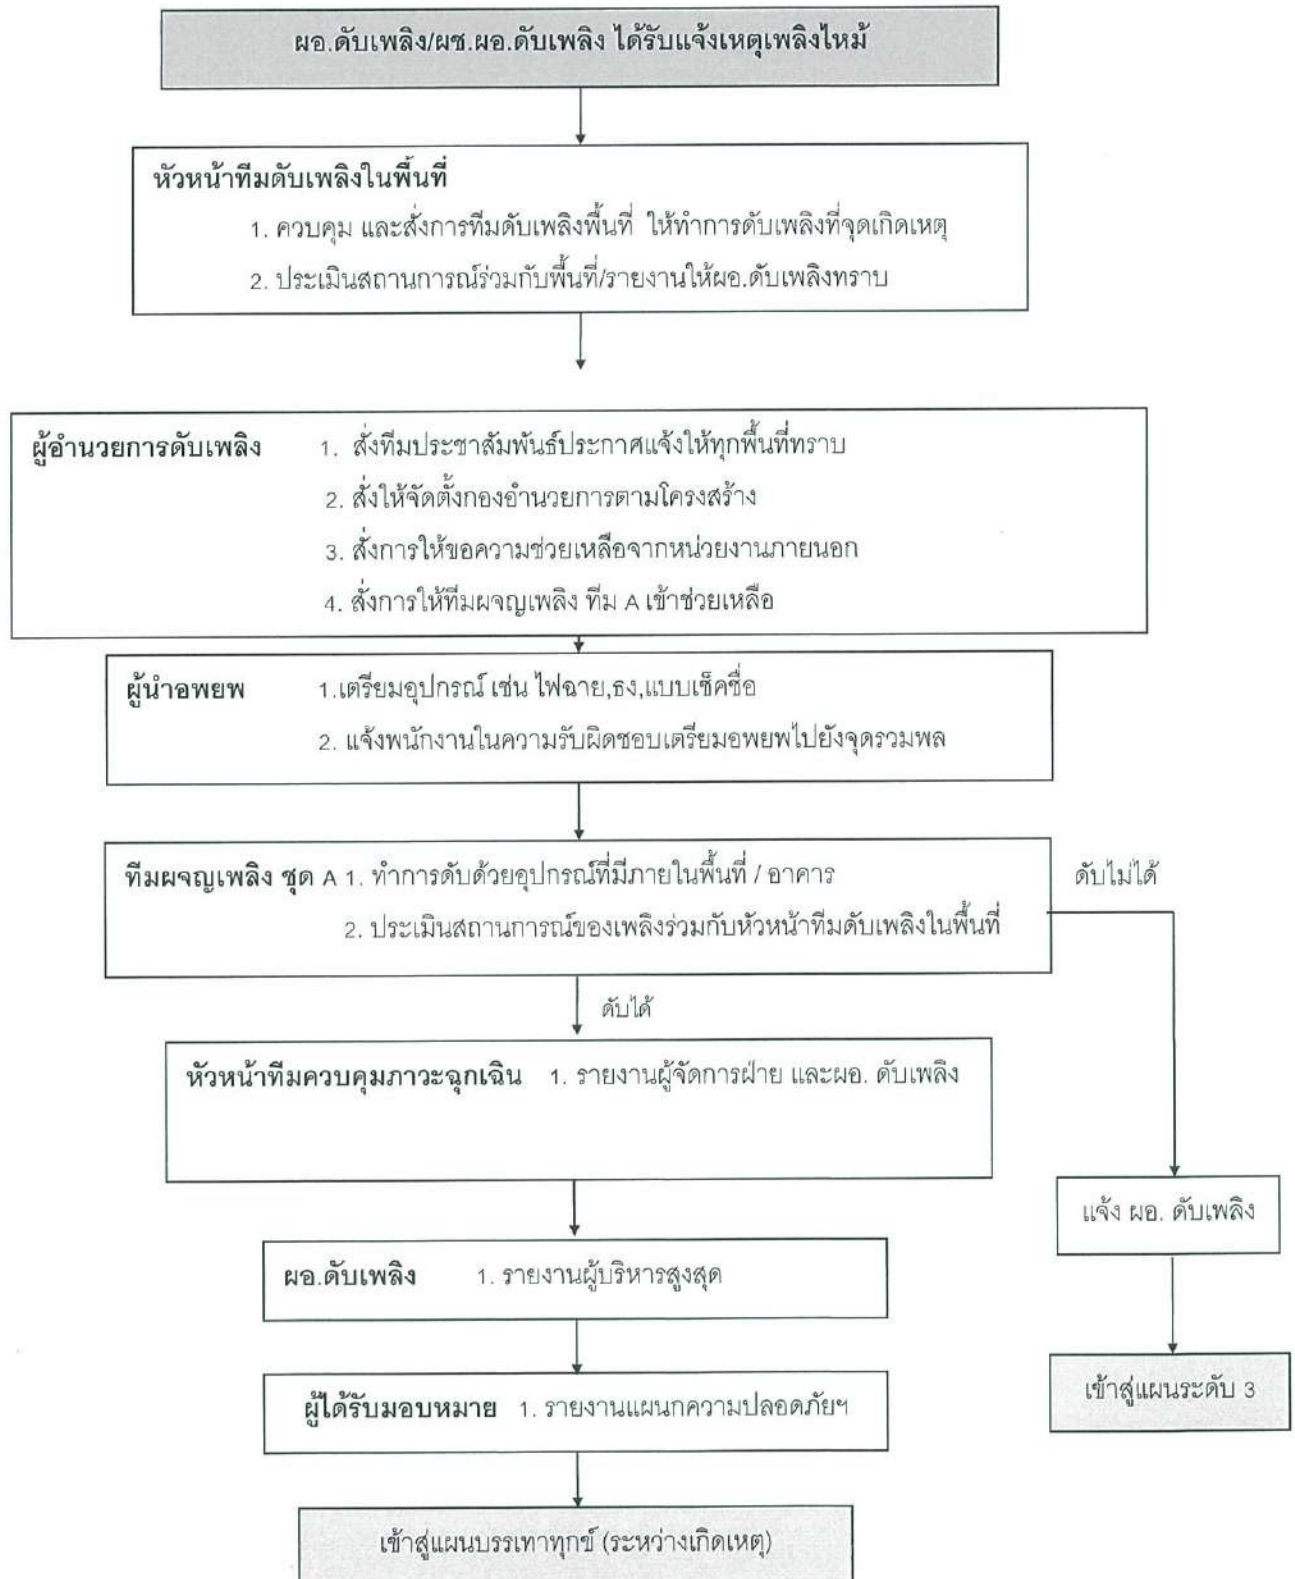 ผอ.ดับเพลิง/ผช.ผอ.ดับเพลิง ได้รับแจ้งเหตุเพลิงไหม้
หัวหน้าทีมดับเพลิงในพื้นที่
1. ควบคุม และสั่งการทีมดับเพลิงพื้นที่ ให้ทำการดับเพลิงที่จุดเกิดเหตุ
2. ประเมินสถานการณ์ร่วมกับพื้นที่/รายงานให้ผอ.ดับเพลิงทราบ
ผู้อำนวยการดับเพลิง 1. สั่งทีมประชาสัมพันธ์ประกาศแจ้งให้ทุกพื้นที่ทราบ
2. สั่งให้จัดตั้งกองอำนวยการตามโครงสร้าง
3. สั่งการให้ขอความช่วยเหลือจากหน่วยงานภายนอก
4. สั่งการให้ทีมผจญเพลิง ทีม A เข้าช่วยเหลือ
ผู้นำอพยพ 1.เตรียมอุปกรณ์ เช่น ไฟฉาย,ธง,แบบเช็คชื่อ
2. แจ้งพนักงานในความรับผิดชอบเตรียมอพยพไปยังจุดรวมพล
ทีมผจญเพลิง ชุด A 1. ทำการดับด้วยอุปกรณ์ที่มีภายในพื้นที่ / อาคาร
2. ประเมินสถานการณ์ของเพลิงร่วมกับหัวหน้าทีมดับเพลิงในพื้นที่
ดับไม่ได้
ดับได้
หัวหน้าทีมควบคุมภาวะฉุกเฉิน 1. รายงานผู้จัดการฝ่าย และผอ. ดับเพลิง
แจ้ง ผอ. ดับเพลิง
ผอ.ดับเพลิง 1. รายงานผู้บริหารสูงสุด
เข้าสู่แผนระดับ 3
ผู้ได้รับมอบหมาย 1. รายงานแผนกความปลอดภัยฯ
เข้าสู่แผนบรรเทาทุกข์ (ระหว่างเกิดเหตุ)